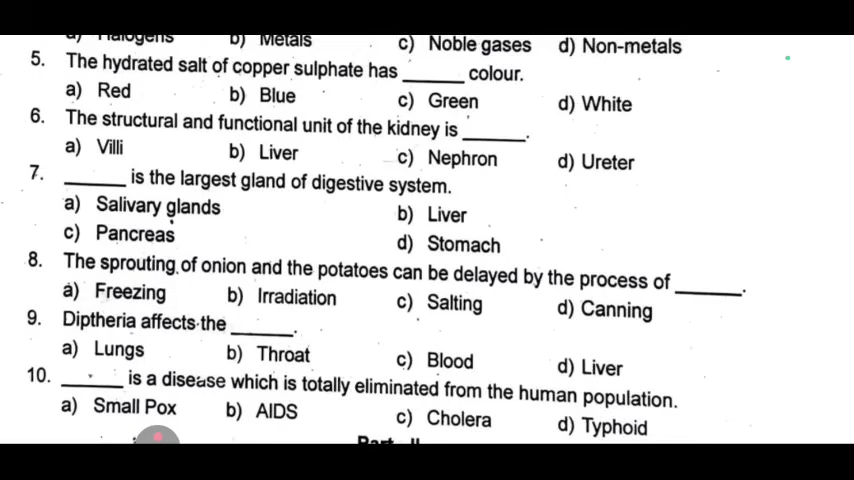 a) Halogens b) Metals c) Noble gases d) Non-metals
5. The hydrated salt of copper sulphate has ______ colour.
a) Red b) Blue c) Green d) White
6. The structural and functional unit of the kidney is ______.
a) Villi b) Liver c) Nephron d) Ureter
7. ______ is the largest gland of digestive system.
a) Salivary glands b) Liver
c) Pancreas d) Stomach
8. The sprouting of onion and the potatoes can be delayed by the process of ______.
a) Freezing b) Irradiation c) Salting d) Canning
9. Diptheria affects the ______.
a) Lungs b) Throat c) Blood d) Liver
10. ______ is a disease which is totally eliminated from the human population.
a) Small Pox b) AIDS c) Cholera d) Typhoid
Part - II